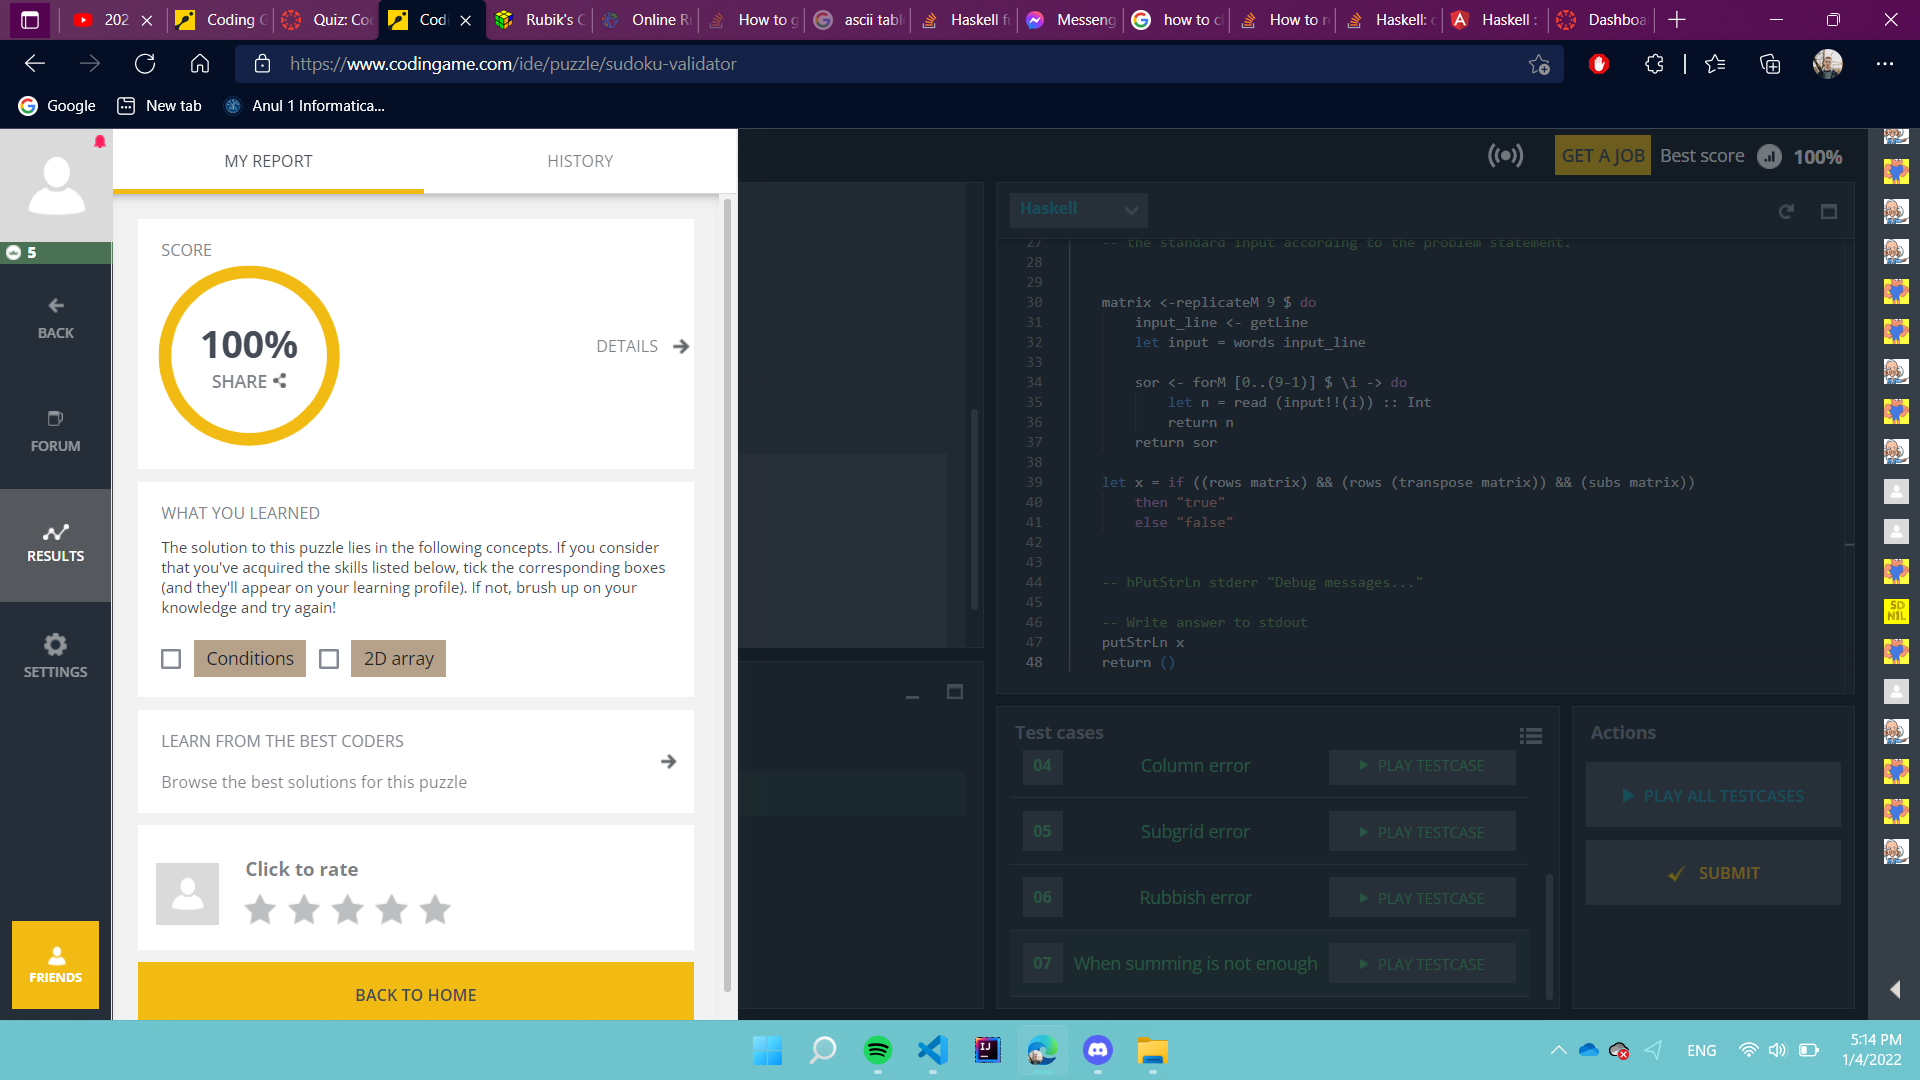 202
Coding G
Quiz: Co
Codi
Rubik's C
Online Ru
How to g
ascii tabl
Haskell fu
Messeng
how to cl
How to re
Haskell: c
Haskell :
Dashboa
https://www.codingame.com/ide/puzzle/sudoku-validator
Google
New tab
Anul 1 Informatica...
5
BACK
FORUM
RESULTS
SETTINGS
FRIENDS
MY REPORT
HISTORY
SCORE
100%
SHARE
DETAILS
WHAT YOU LEARNED
The solution to this puzzle lies in the following concepts. If you consider
that you've acquired the skills listed below, tick the corresponding boxes
(and they'll appear on your learning profile). If not, brush up on your
knowledge and try again!
Conditions
2D array
LEARN FROM THE BEST CODERS
Browse the best solutions for this puzzle
Click to rate
BACK TO HOME
GET A JOB
Best score
100%
Haskell
27 -- the standard input according to the problem statement.
28
29
30 matrix <-replicateM 9 $ do
31 input_line <- getLine
32 let input = words input_line
33
34 sor <- forM [0..(9-1)] $ \i -> do
35 let n = read (input!!(i)) :: Int
36 return n
37 return sor
38
39 let x = if ((rows matrix) && (rows (transpose matrix)) && (subs matrix))
40 then "true"
41 else "false"
42
43
44 -- hPutStrLn stderr "Debug messages..."
45
46 -- Write answer to stdout
47 putStrLn x
48 return ()
Test cases
04 Column error PLAY TESTCASE
05 Subgrid error PLAY TESTCASE
06 Rubbish error PLAY TESTCASE
07 When summing is not enough PLAY TESTCASE
Actions
PLAY ALL TESTCASES
SUBMIT
ENG
5:14 PM
1/4/2022